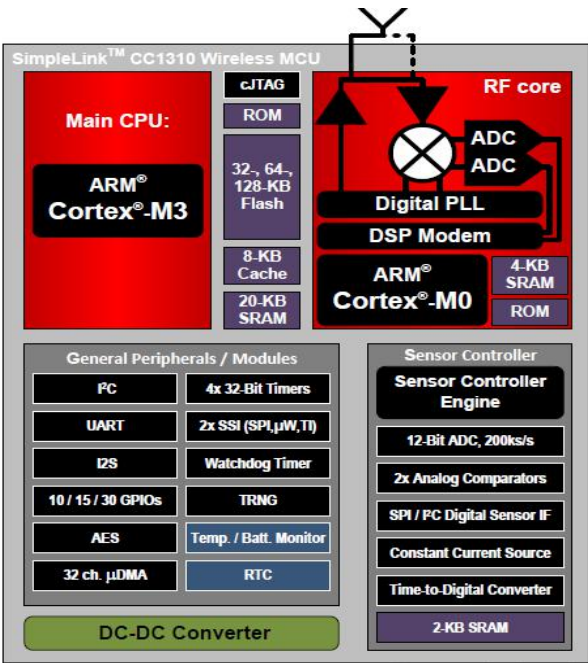 SimpleLink™ CC1310 Wireless MCU
Main CPU:
ARM®
Cortex®-M3
cJTAG
ROM
32-, 64-,
128-KB
Flash
8-KB
Cache
20-KB
SRAM
RF core
ADC
ADC
Digital PLL
DSP Modem
ARM®
Cortex®-M0
4-KB
SRAM
ROM
General Peripherals / Modules
I²C
4x 32-Bit Timers
UART
2x SSI (SPI,µW,TI)
I2S
Watchdog Timer
10 / 15 / 30 GPIOs
TRNG
AES
Temp. / Batt. Monitor
32 ch. µDMA
RTC
Sensor Controller
Sensor Controller
Engine
12-Bit ADC, 200ks/s
2x Analog Comparators
SPI / I²C Digital Sensor IF
Constant Current Source
Time-to-Digital Converter
2-KB SRAM
DC-DC Converter